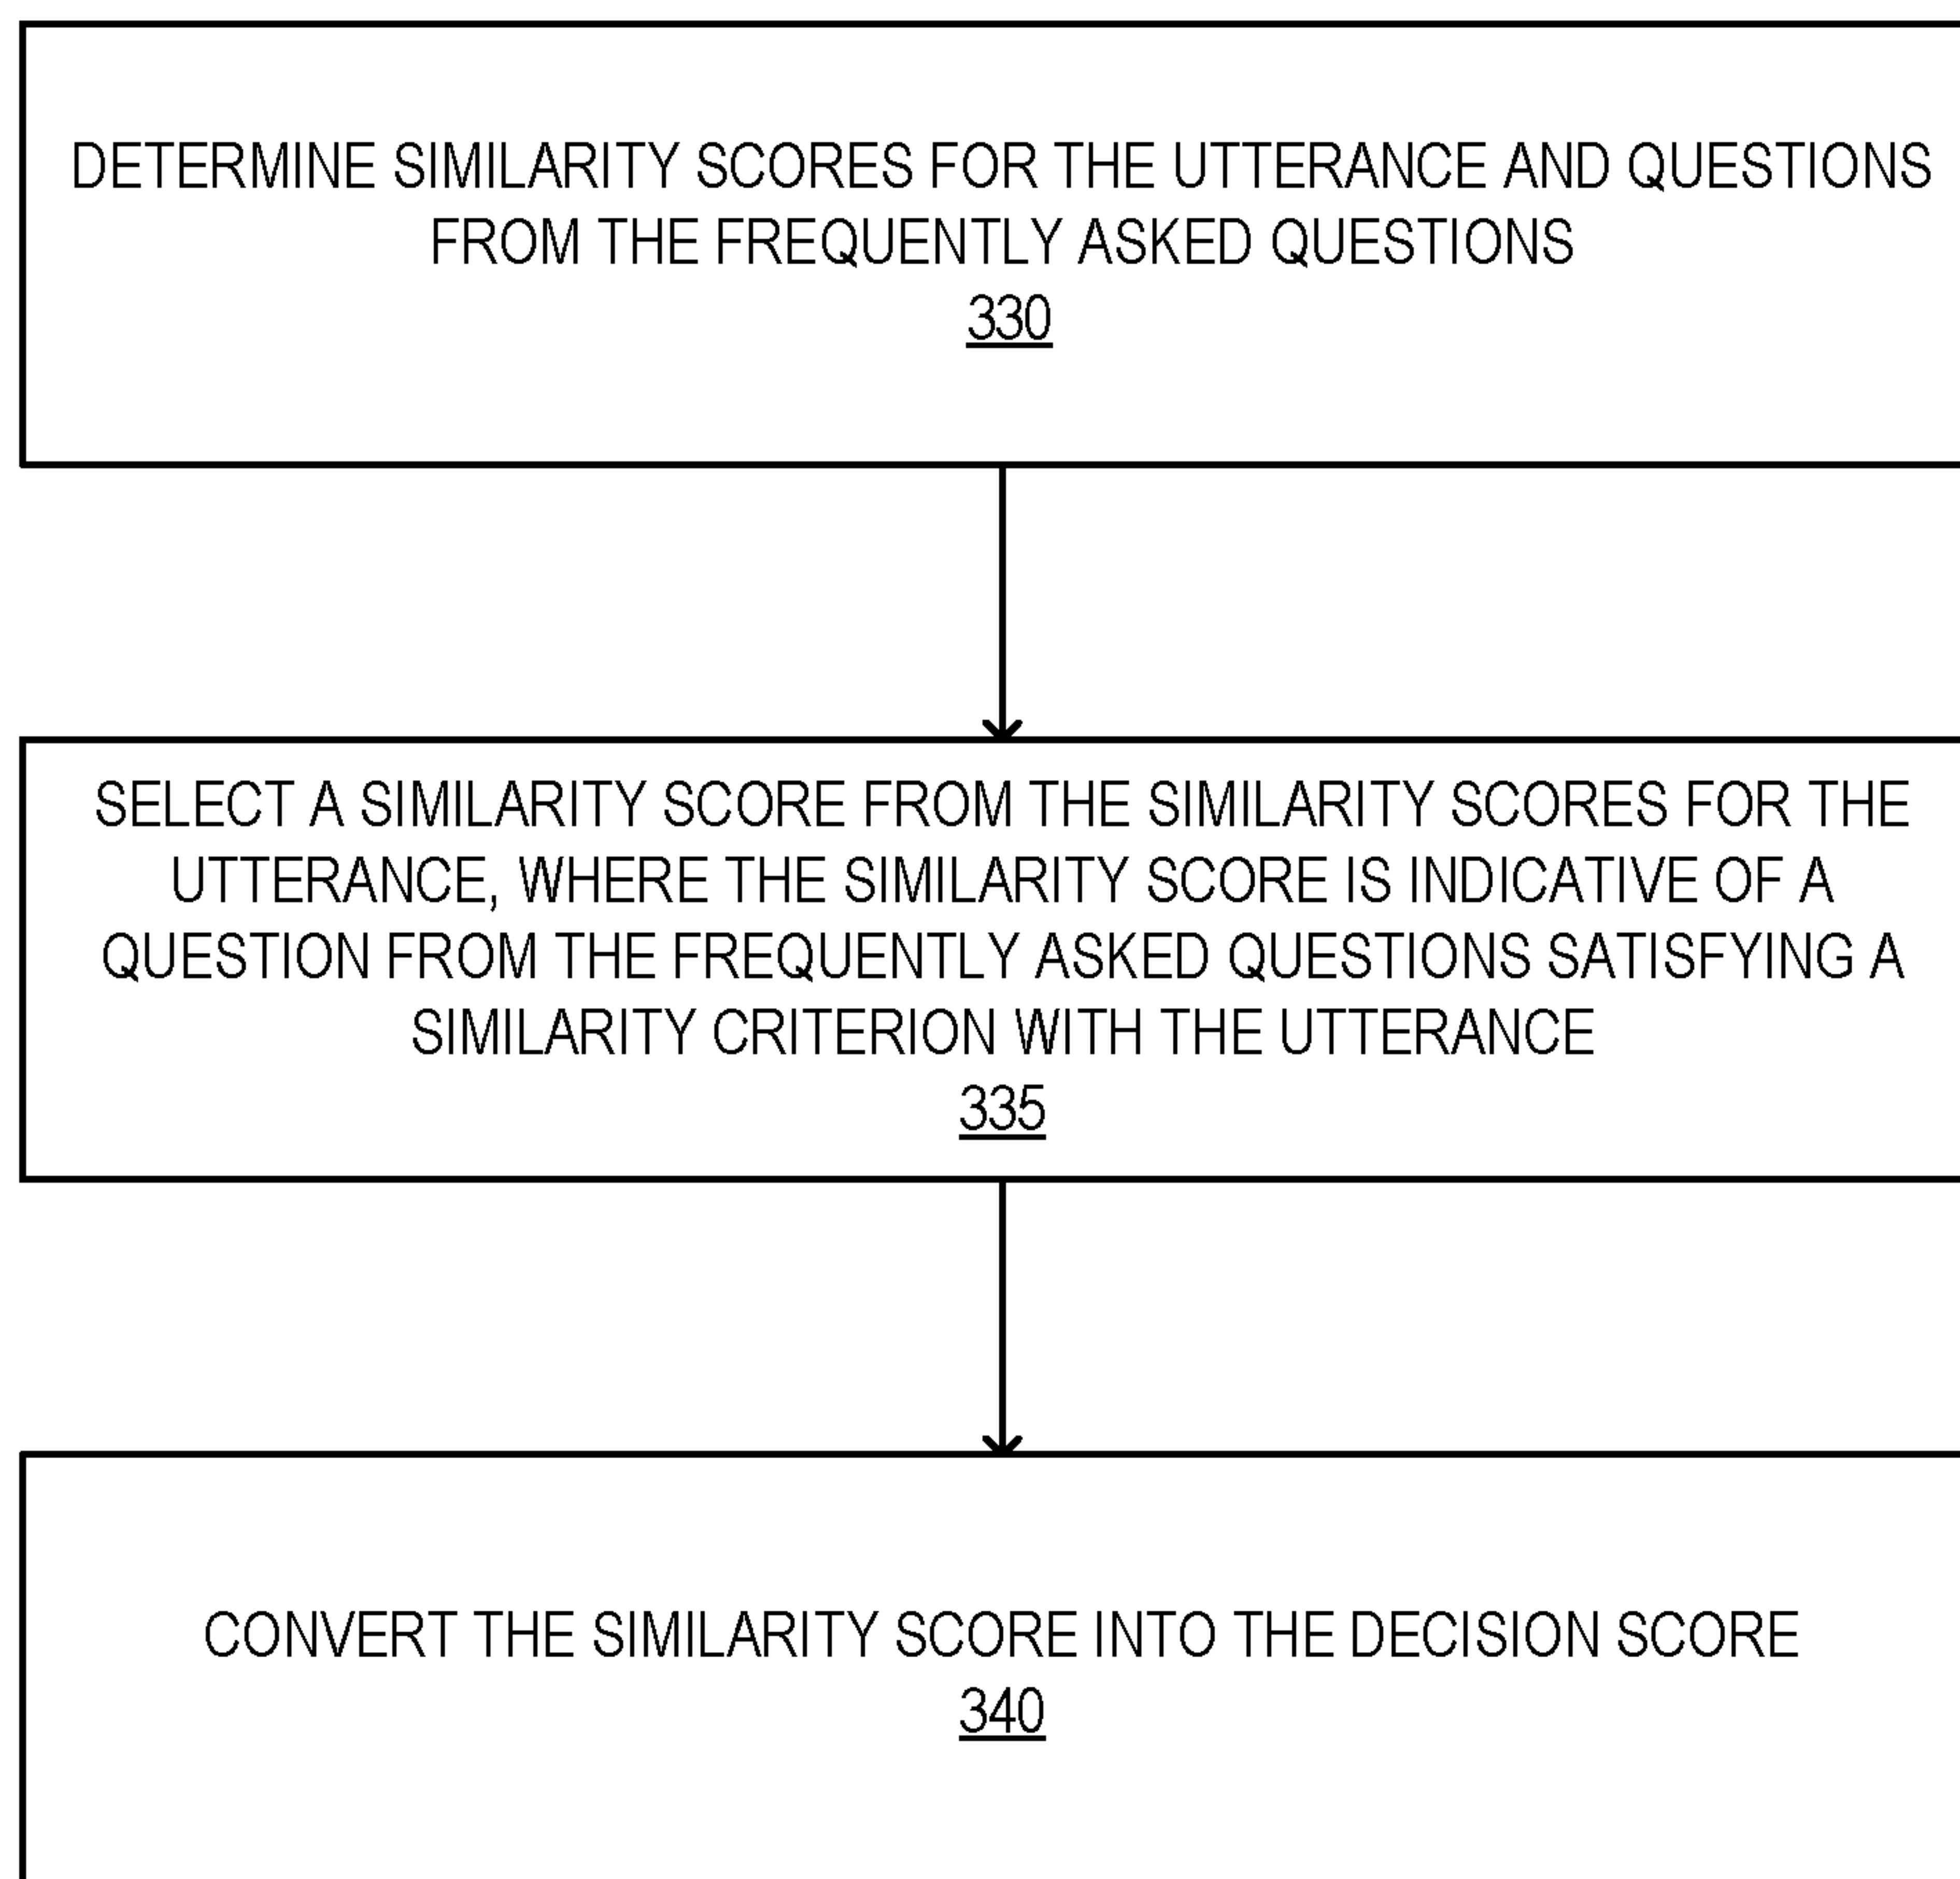 DETERMINE SIMILARITY SCORES FOR THE UTTERANCE AND QUESTIONS
FROM THE FREQUENTLY ASKED QUESTIONS
330
SELECT A SIMILARITY SCORE FROM THE SIMILARITY SCORES FOR THE
UTTERANCE, WHERE THE SIMILARITY SCORE IS INDICATIVE OF A
QUESTION FROM THE FREQUENTLY ASKED QUESTIONS SATISFYING A
SIMILARITY CRITERION WITH THE UTTERANCE
335
CONVERT THE SIMILARITY SCORE INTO THE DECISION SCORE
340